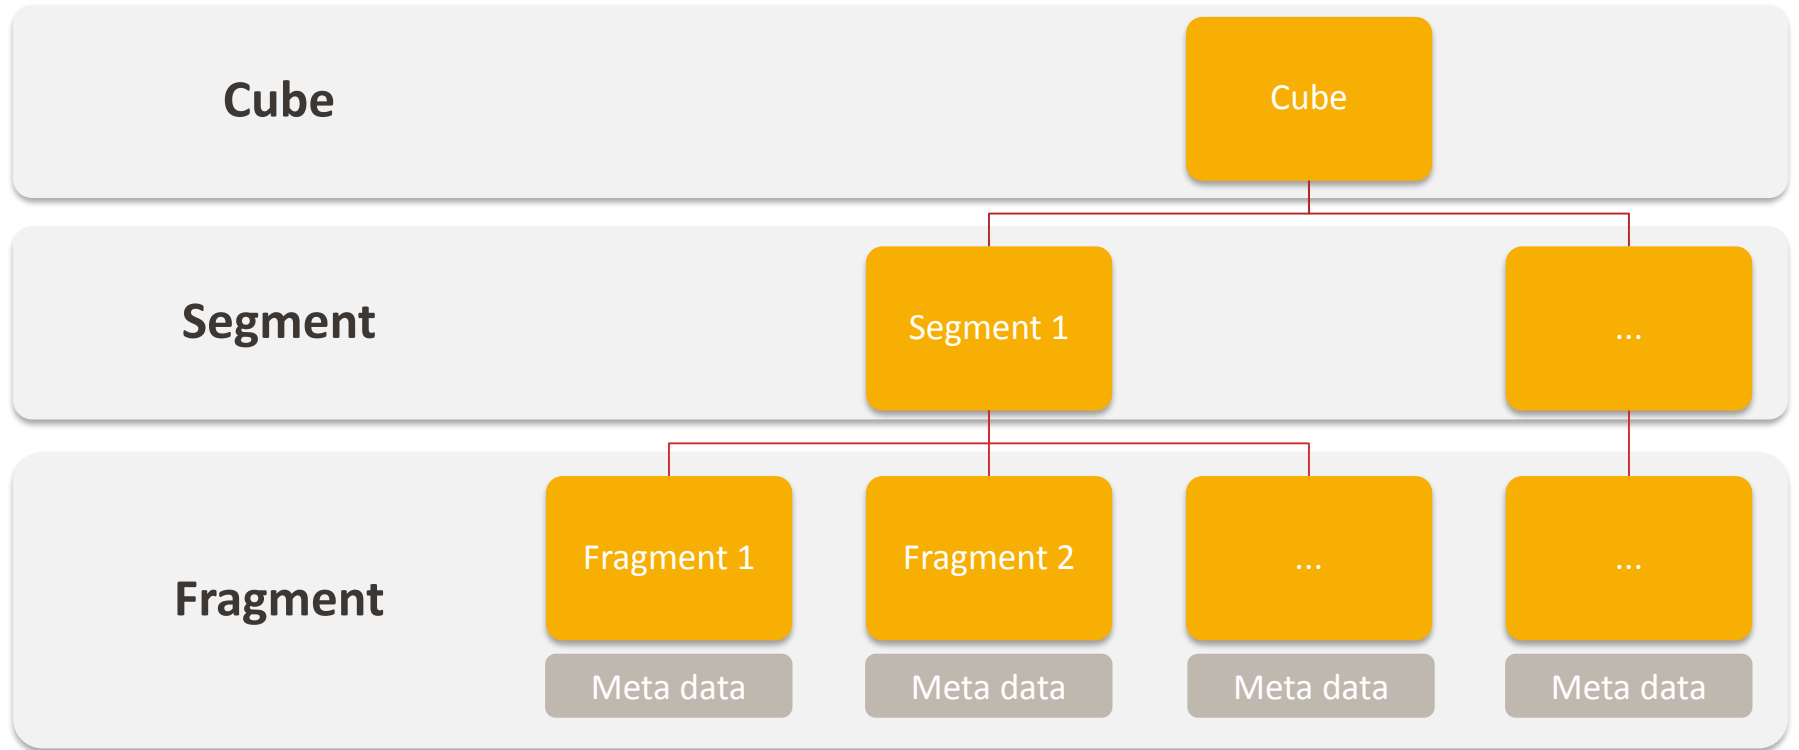 Cube
Cube
Segment
Segment 1
...
Fragment
Fragment 1
Fragment 2
...
...
Meta data
Meta data
Meta data
Meta data